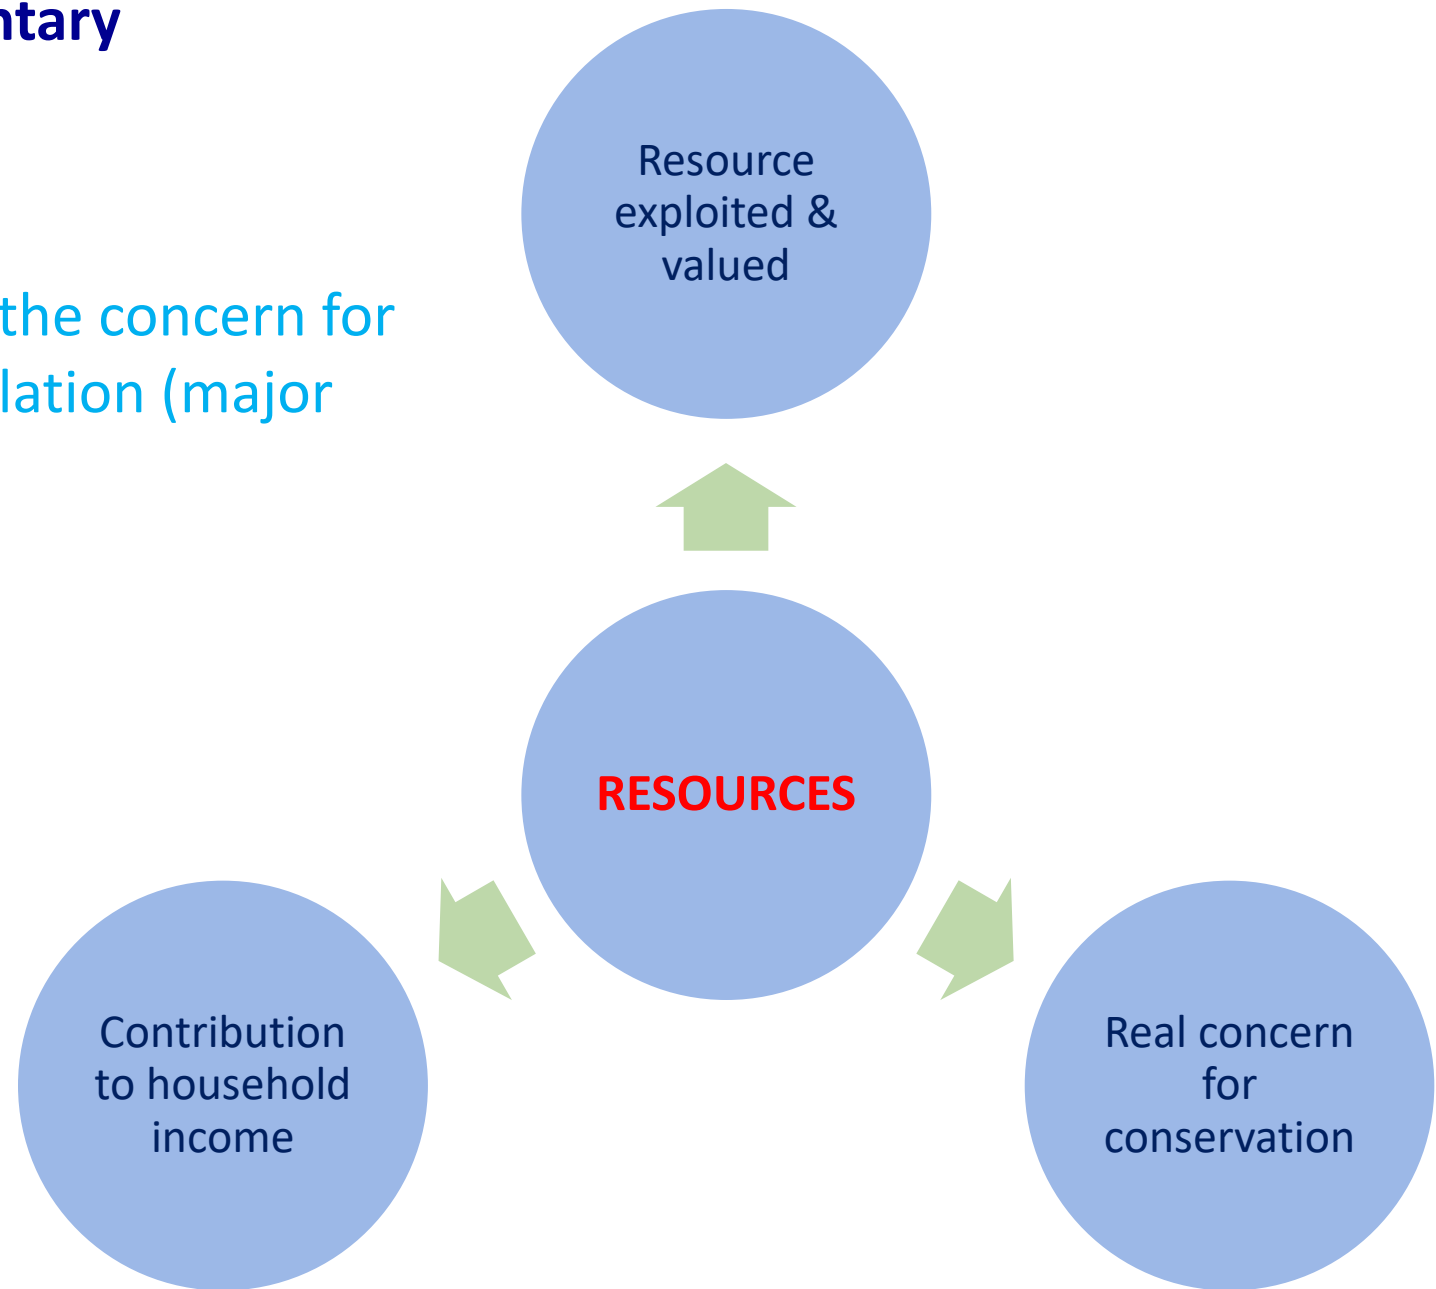 ntary
the concern for
lation (major
Resource
exploited &
valued
RESOURCES
Contribution
to household
income
Real concern
for
conservation